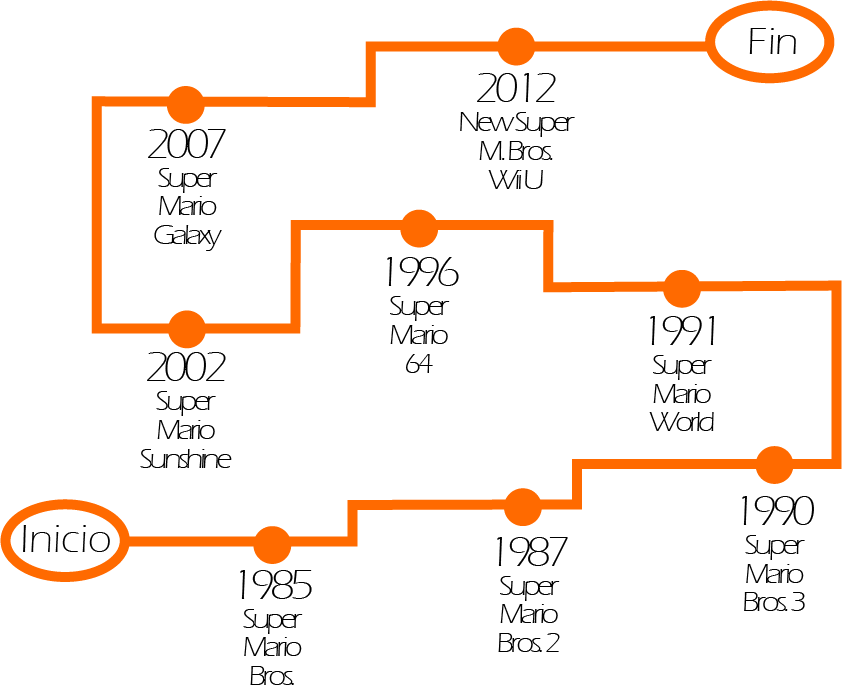 Fin
2012
New Super
M. Bros.
Wii U
2007
Super
Mario
Galaxy
1996
Super
Mario
64
1991
Super
Mario
World
2002
Super
Mario
Sunshine
1990
Super
Mario
Bros. 3
Inicio
1987
Super
Mario
Bros. 2
1985
Super
Mario
Bros.